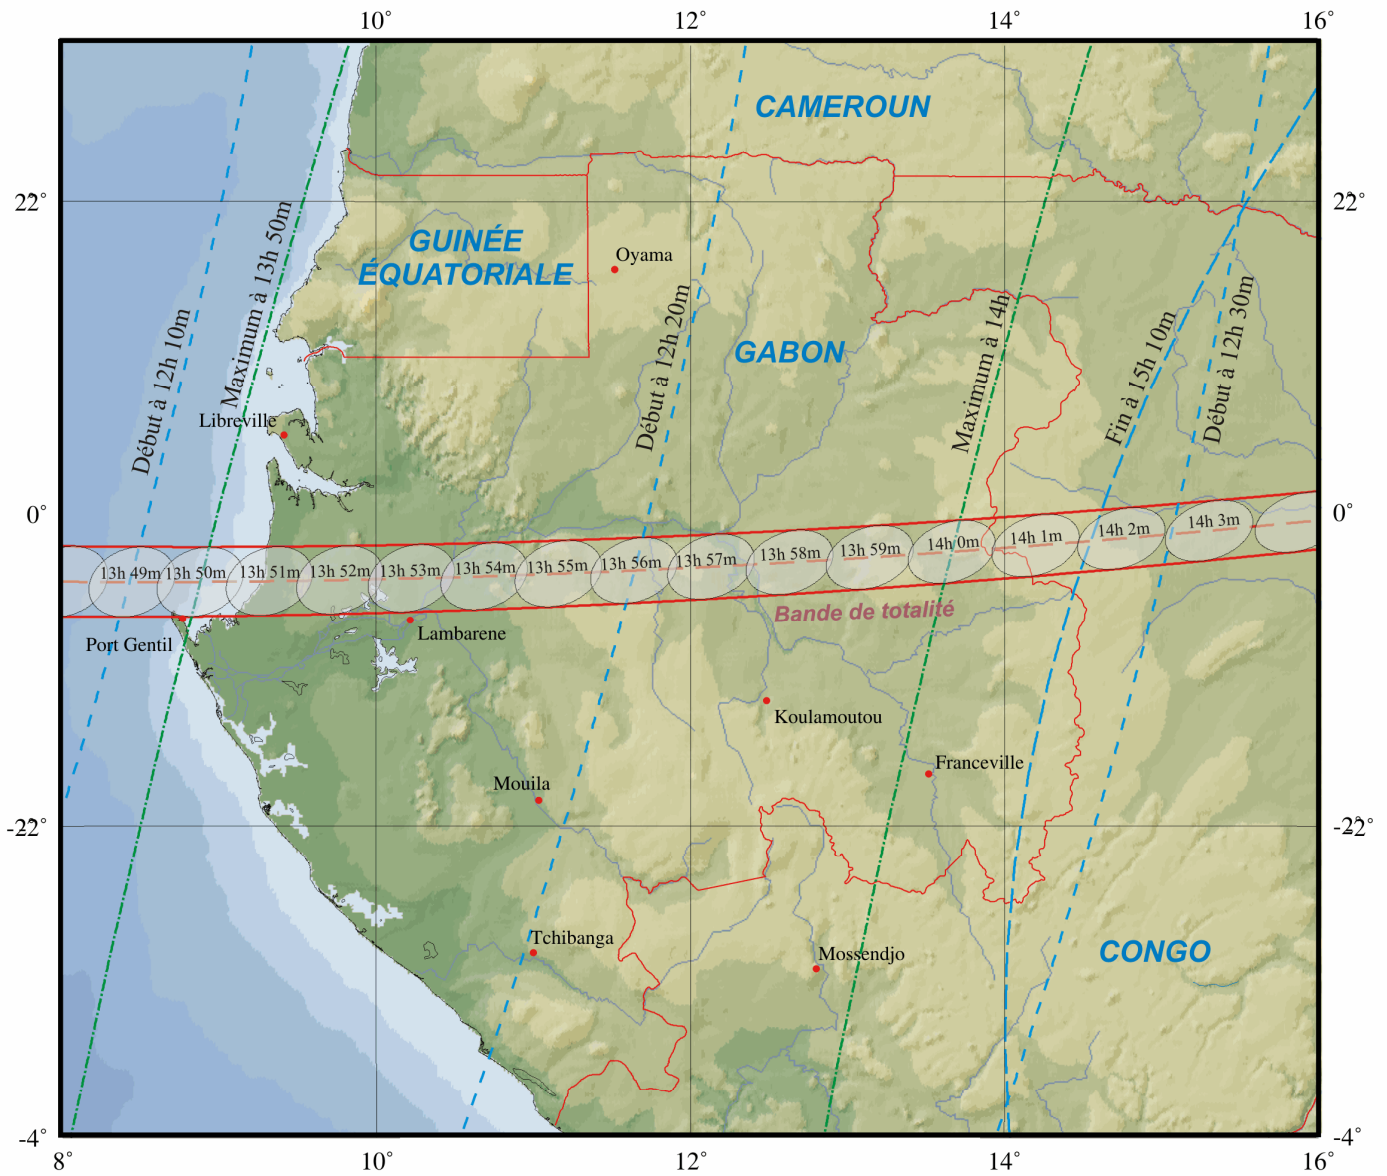 10° 12° 14° 16°
CAMEROUN
22° 22°
GUINÉE
ÉQUATORIALE
Oyama
Maximum à 13h 50m
Début à 12h 10m
Début à 12h 20m
GABON
Maximum à 14h
Fin à 15h 10m
Début à 12h 30m
Libreville
0° 0°
13h 49m 13h 50m 13h 51m 13h 52m 13h 53m 13h 54m 13h 55m 13h 56m 13h 57m 13h 58m 13h 59m 14h 0m 14h 1m 14h 2m 14h 3m
Bande de totalité
Port Gentil
Lambarene
Koulamoutou
Franceville
Mouila
-22° -22°
Tchibanga
Mossendjo
CONGO
-4° -4°
8° 10° 12° 14° 16°